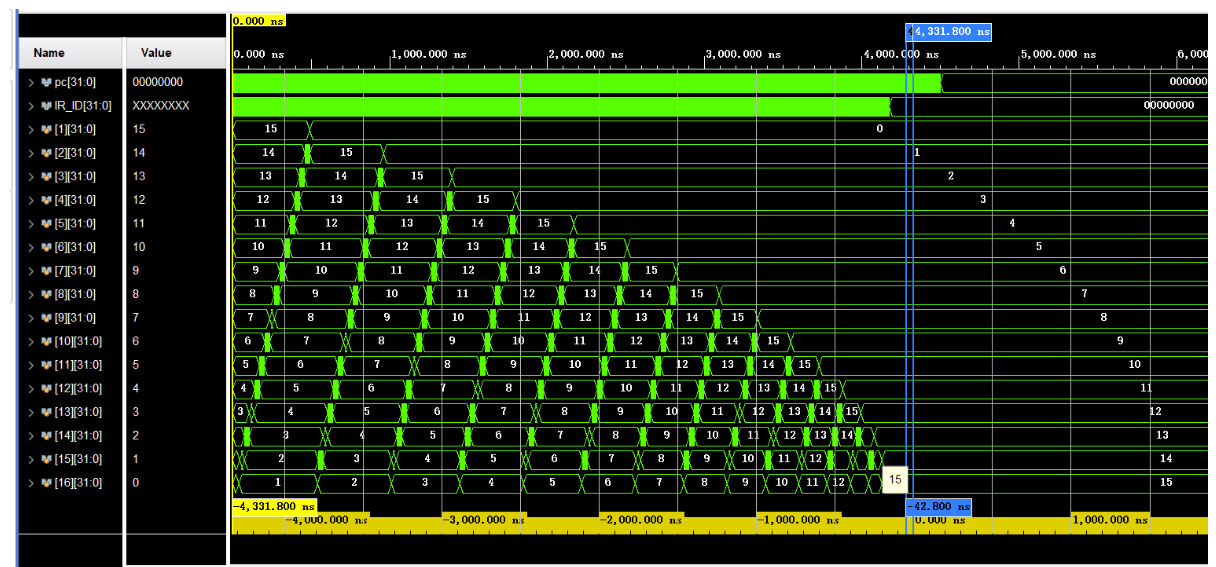 0.000 ns
44,331.800 ns
Name Value
0.000 ns 1,000.000 ns 2,000.000 ns 3,000.000 ns 4,000.000 ns 5,000.000 ns 6,0
pc[31:0] 00000000 000000
IR_ID[31:0] XXXXXXXX 00000000
[1][31:0] 15 15 0
[2][31:0] 14 14 15 1
[3][31:0] 13 13 14 15 2
[4][31:0] 12 12 13 14 15 3
[5][31:0] 11 11 12 13 14 15 4
[6][31:0] 10 10 11 12 13 14 15 5
[7][31:0] 9 9 10 11 12 13 14 15 6
[8][31:0] 8 8 9 10 11 12 13 14 15 7
[9][31:0] 7 7 8 9 10 11 12 13 14 15 8
[10][31:0] 6 6 7 8 9 10 11 12 13 14 15 9
[11][31:0] 5 5 6 7 8 9 10 11 12 13 14 15 10
[12][31:0] 4 4 5 6 7 8 9 10 11 12 13 14 15 11
[13][31:0] 3 3 4 5 6 7 8 9 10 11 12 13 14 15 12
[14][31:0] 2 3 4 5 6 7 8 9 10 11 12 13 14 13
[15][31:0] 1 2 3 4 5 6 7 8 9 10 11 12 14
[16][31:0] 0 1 2 3 4 5 6 7 8 9 10 11 12 15 15
-4,331.800 ns -42.800 ns
-4,000.000 ns -3,000.000 ns -2,000.000 ns -1,000.000 ns 0.000 ns 1,000.000 ns